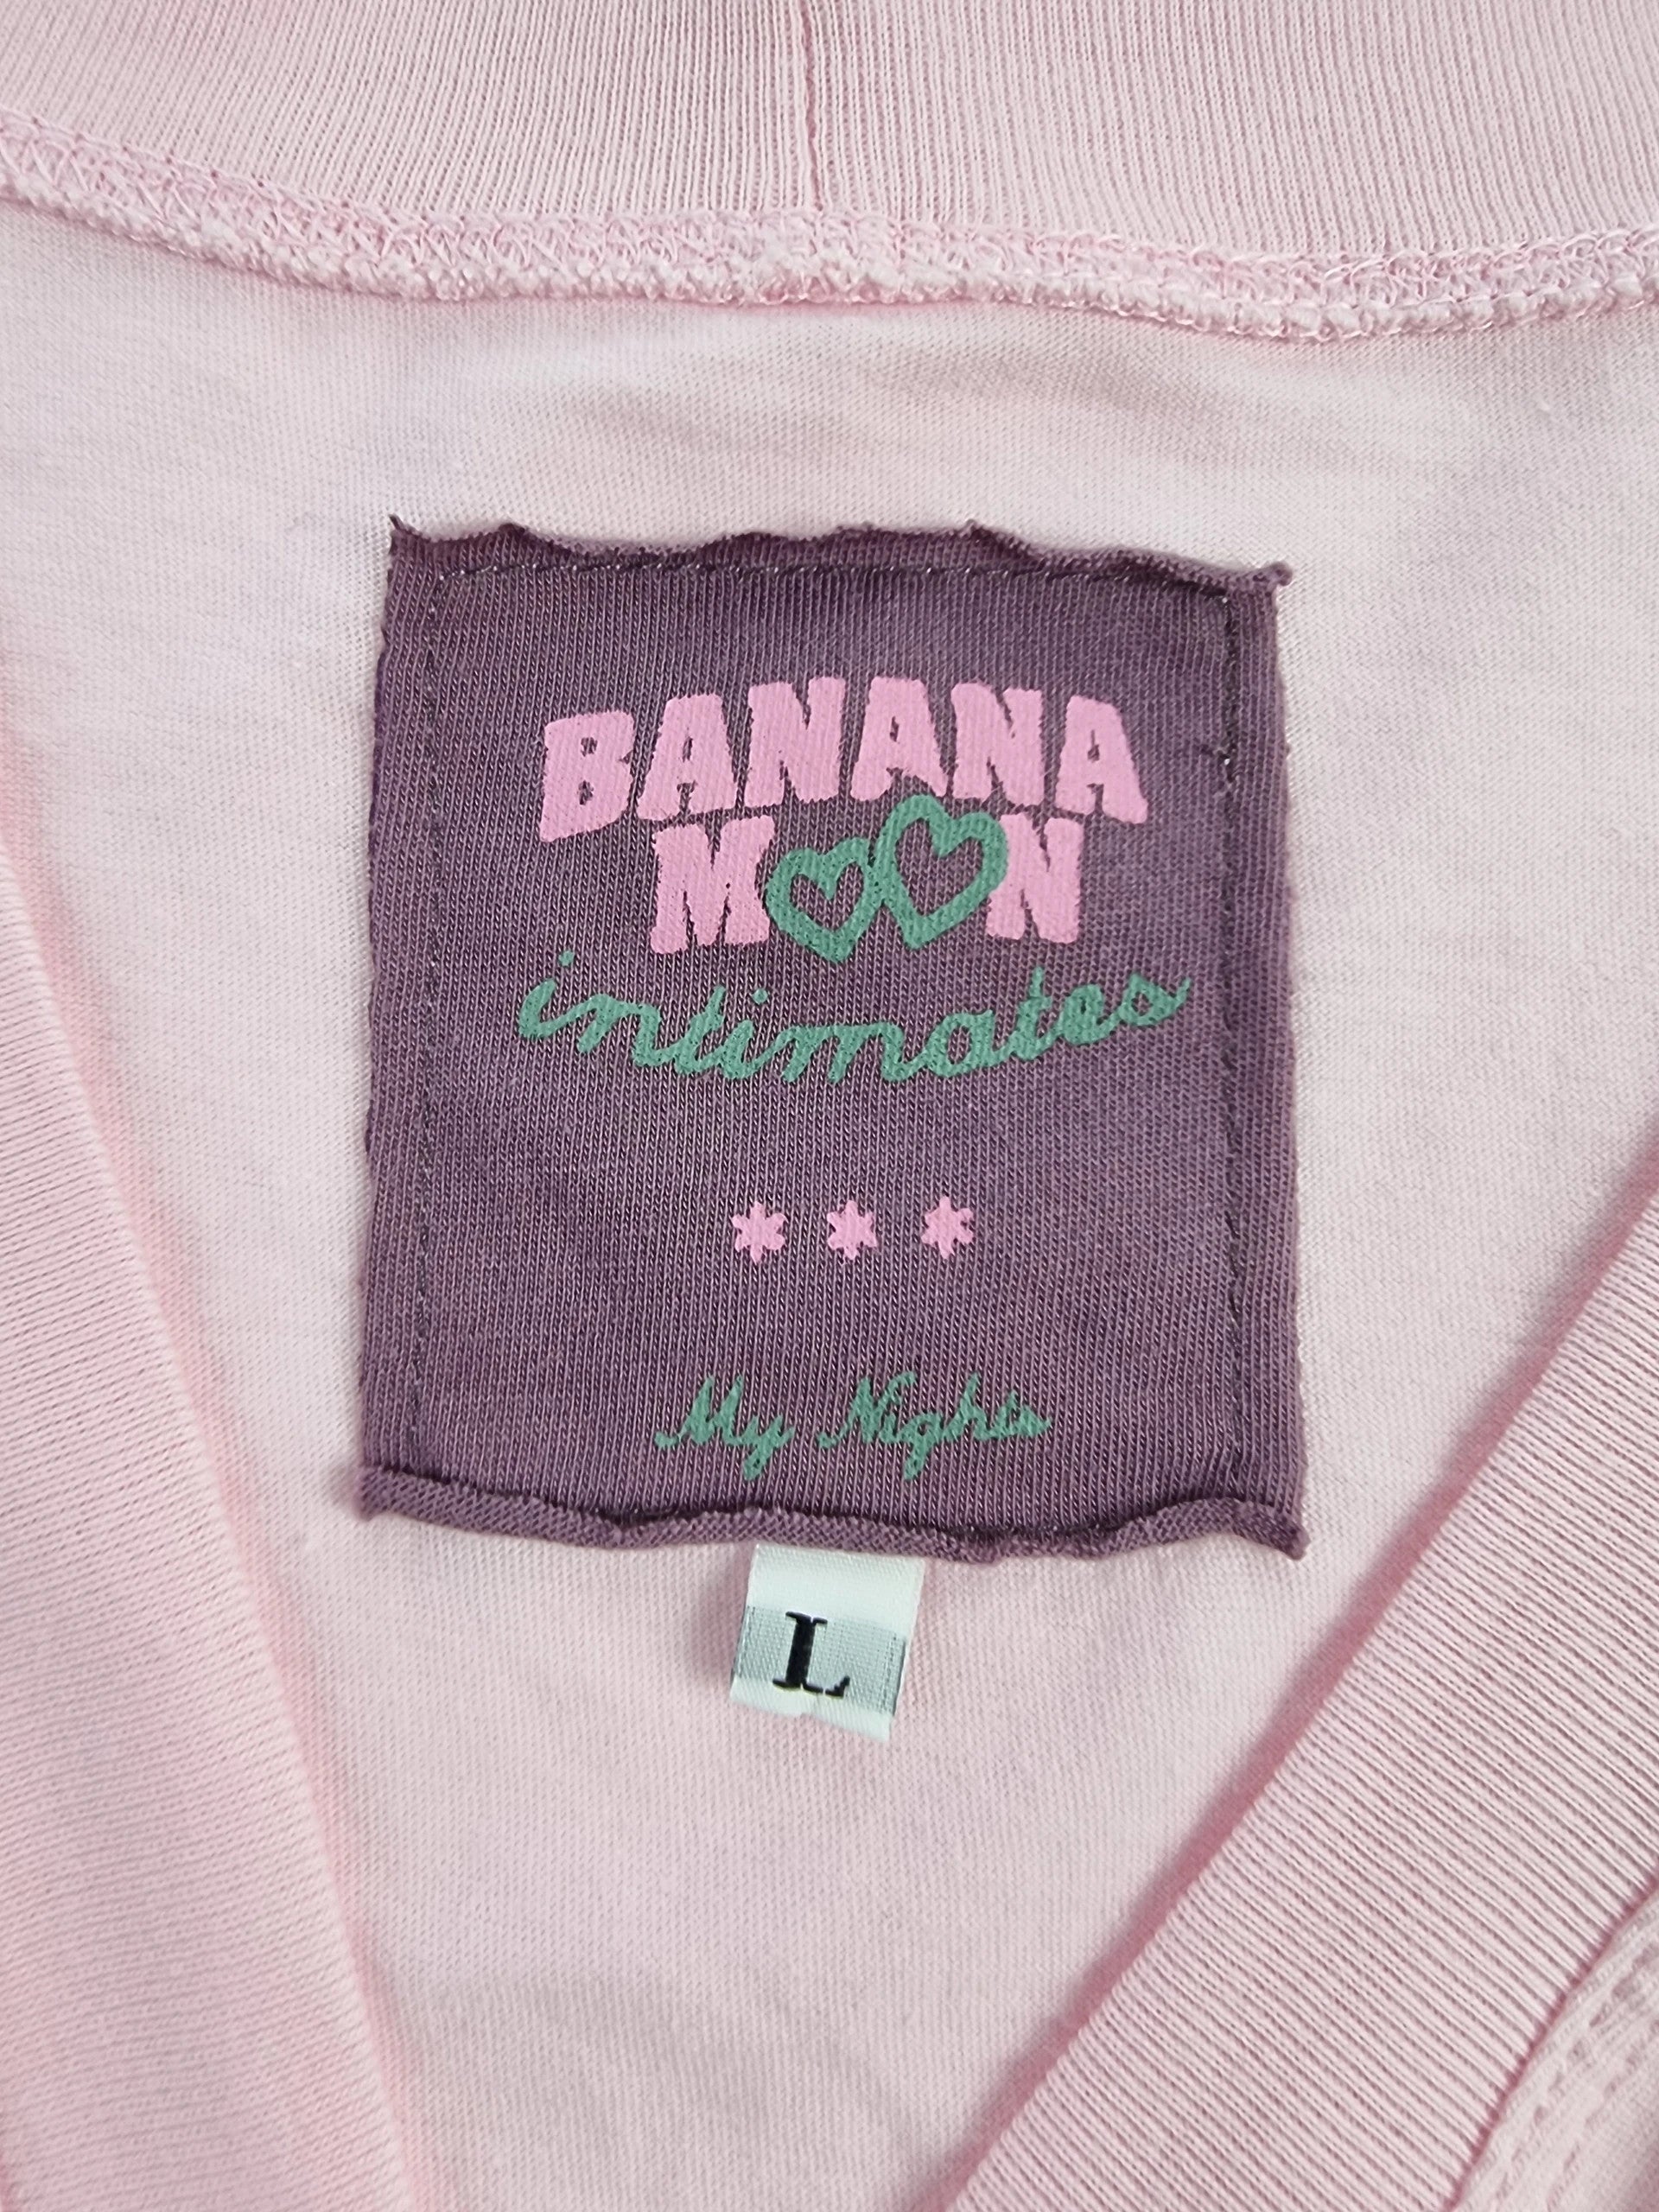 BANANA
MOON
intimates
***
My Nights
L